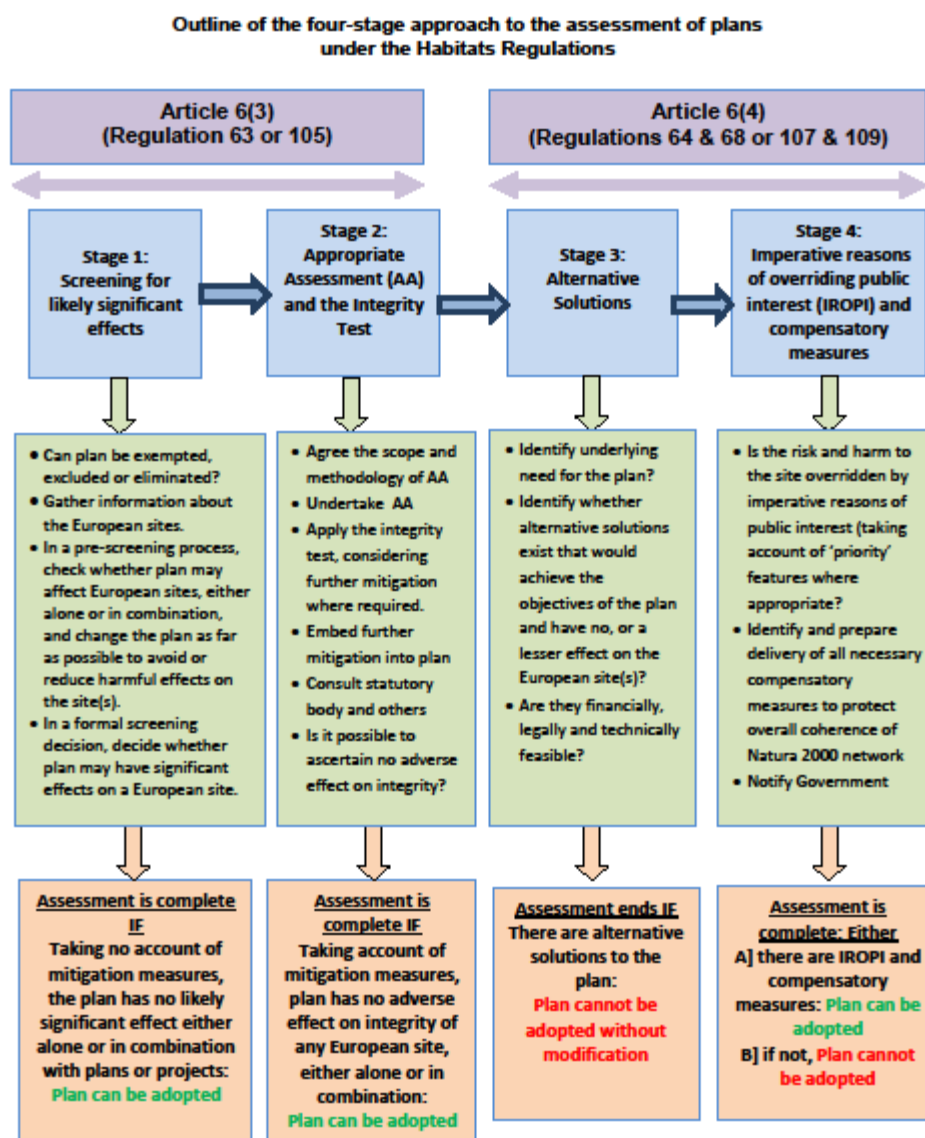 Outline of the four-stage approach to the assessment of plans
under the Habitats Regulations
Article 6(3)
(Regulation 63 or 105)
Article 6(4)
(Regulations 64 & 68 or 107 & 109)
Stage 1:
Screening for
likely significant
effects
Stage 2:
Appropriate
Assessment (AA)
and the Integrity
Test
Stage 3:
Alternative
Solutions
Stage 4:
Imperative reasons
of overriding public
interest (IROPI) and
compensatory
measures
• Can plan be exempted,
excluded or eliminated?
• Gather information about
the European sites.
• In a pre-screening process,
check whether plan may
affect European sites, either
alone or in combination,
and change the plan as far
as possible to avoid or
reduce harmful effects on
the site(s).
• In a formal screening
decision, decide whether
plan may have significant
effects on a European site.
• Agree the scope and
methodology of AA
• Undertake AA
• Apply the integrity
test, considering
further mitigation
where required.
• Embed further
mitigation into plan
• Consult statutory
body and others
• Is it possible to
ascertain no adverse
effect on integrity?
• Identify underlying
need for the plan?
• Identify whether
alternative solutions
exist that would
achieve the
objectives of the plan
and have no, or a
lesser effect on the
European site(s)?
• Are they financially,
legally and technically
feasible?
• Is the risk and harm to
the site overridden by
imperative reasons of
public interest (taking
account of ‘priority’
features where
appropriate?
• Identify and prepare
delivery of all necessary
compensatory
measures to protect
overall coherence of
Natura 2000 network
• Notify Government
Assessment is complete
IF
Taking no account of
mitigation measures,
the plan has no likely
significant effect either
alone or in combination
with plans or projects:
Plan can be adopted
Assessment is
complete IF
Taking account of
mitigation measures,
plan has no adverse
effect on integrity of
any European site,
either alone or in
combination:
Plan can be adopted
Assessment ends IF
There are alternative
solutions to the
plan:
Plan cannot be
adopted without
modification
Assessment is
complete: Either
A] there are IROPI and
compensatory
measures: Plan can be
adopted
B] if not, Plan cannot
be adopted